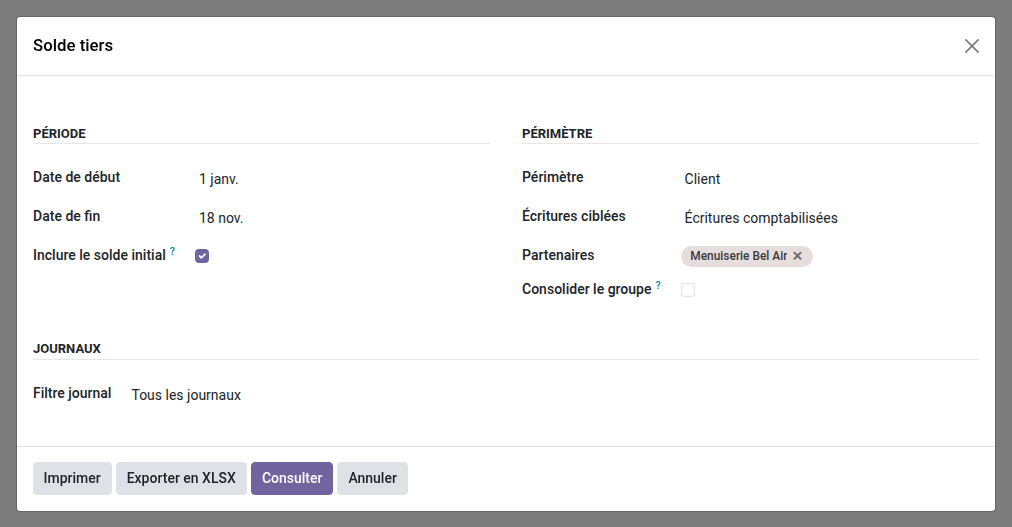 Solde tiers
PÉRIODE
Date de début 1 janv.
Date de fin 18 nov.
Inclure le solde initial ?
PÉRIMÈTRE
Périmètre Client
Écritures ciblées Écritures comptabilisées
Partenaires Menuiserie Bel Air ×
Consolider le groupe ?
JOURNAUX
Filtre journal Tous les journaux
Imprimer Exporter en XLSX Consulter Annuler